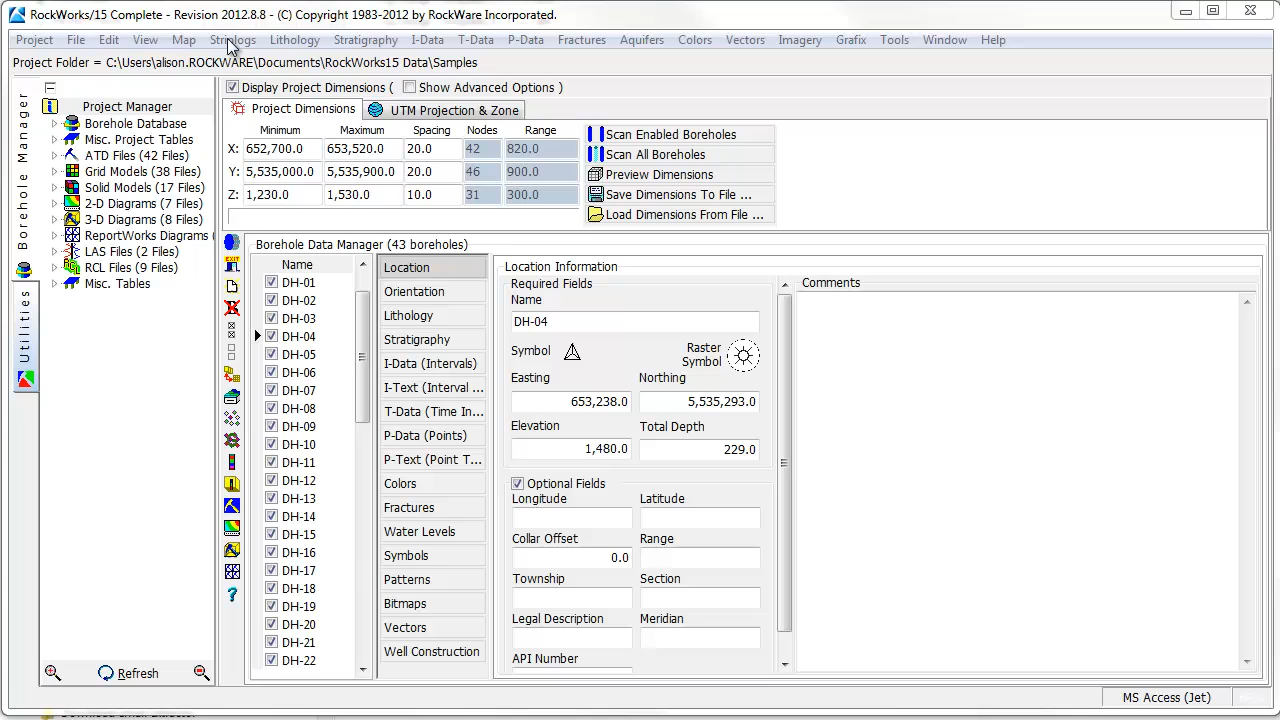 RockWorks/15 Complete - Revision 2012.8.8 - (C) Copyright 1983-2012 by RockWare Incorporated.
Project File Edit View Map Striplogs Lithology Stratigraphy I-Data T-Data P-Data Fractures Aquifers Colors Vectors Imagery Grafix Tools Window Help
Project Folder = C:\Users\alison.ROCKWARE\Documents\RockWorks15 Data\Samples
Borehole Manager
Utilities
Project Manager
Borehole Database
Misc. Project Tables
ATD Files (42 Files)
Grid Models (38 Files)
Solid Models (17 Files)
2-D Diagrams (7 Files)
3-D Diagrams (8 Files)
ReportWorks Diagrams (
LAS Files (2 Files)
RCL Files (9 Files)
Misc. Tables
Refresh
Display Project Dimensions ( Show Advanced Options )
Project Dimensions UTM Projection & Zone
Minimum Maximum Spacing Nodes Range
X: 652,700.0 653,520.0 20.0 42 820.0
Y: 5,535,000.0 5,535,900.0 20.0 46 900.0
Z: 1,230.0 1,530.0 10.0 31 300.0
Scan Enabled Boreholes
Scan All Boreholes
Preview Dimensions
Save Dimensions To File ...
Load Dimensions From File ...
Borehole Data Manager (43 boreholes)
EXIT
Name
DH-01
DH-02
DH-03
DH-04
DH-05
DH-06
DH-07
DH-08
DH-09
DH-10
DH-11
DH-12
DH-13
DH-14
DH-15
DH-16
DH-17
DH-18
DH-19
DH-20
DH-21
DH-22
Location
Orientation
Lithology
Stratigraphy
I-Data (Intervals)
I-Text (Interval ...
T-Data (Time In...
P-Data (Points)
P-Text (Point T...
Colors
Fractures
Water Levels
Symbols
Patterns
Bitmaps
Vectors
Well Construction
Location Information
Required Fields
Name
DH-04
Symbol Raster Symbol
Easting Northing
653,238.0 5,535,293.0
Elevation Total Depth
1,480.0 229.0
Optional Fields
Longitude Latitude
Collar Offset Range
0.0
Township Section
Legal Description Meridian
API Number
Comments
MS Access (Jet)